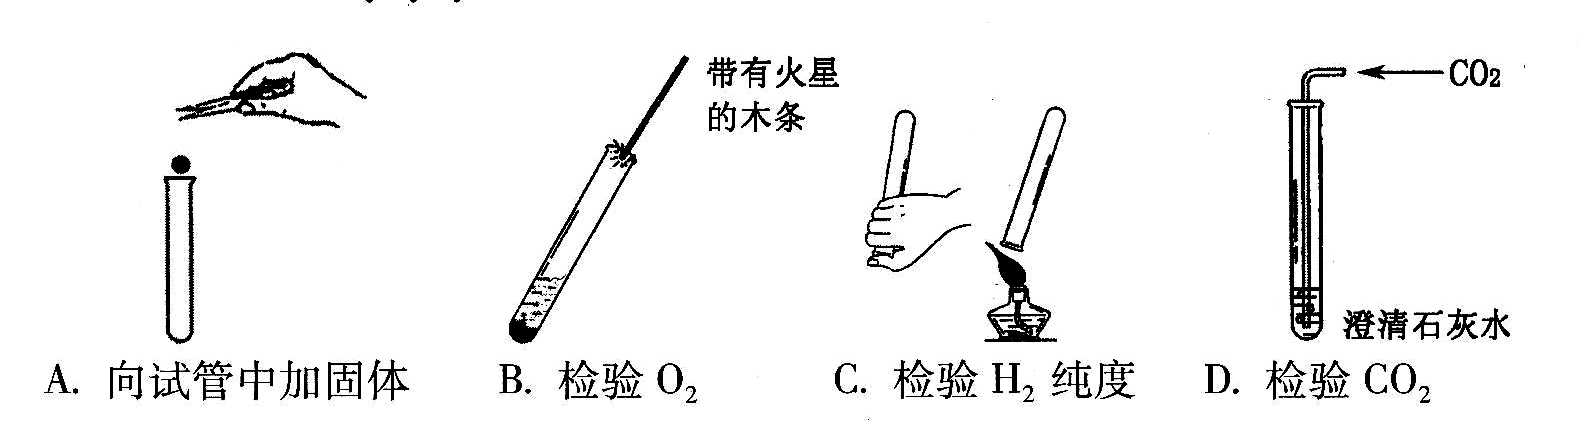 带有火星
的木条
CO₂
澄清石灰水
A. 向试管中加固体
B. 检验 O₂
C. 检验 H₂ 纯度
D. 检验 CO₂